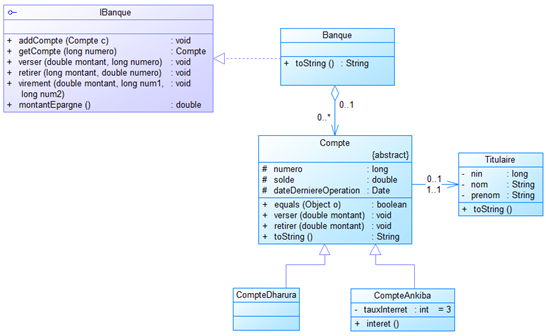 IBanque
+ addCompte (Compte c) : void
+ getCompte (long numero) : Compte
+ verser (double montant, long numero) : void
+ retirer (long montant, double numero) : void
+ virement (double montant, long num1, : void
long num2)
+ montantEpargne () : double
Banque
+ toString () : String
0..1
0..*
Compte
{abstract}
# numero : long
# solde : double
# dateDerniereOperation : Date
+ equals (Object o) : boolean
+ verser (double montant) : void
+ retirer (double montant) : void
+ toString () : String
0..1
1..1
Titulaire
- nin : long
- nom : String
- prenom : String
+ toString ()
CompteDharura
CompteAnkiba
- tauxInterret : int = 3
+ interet ()